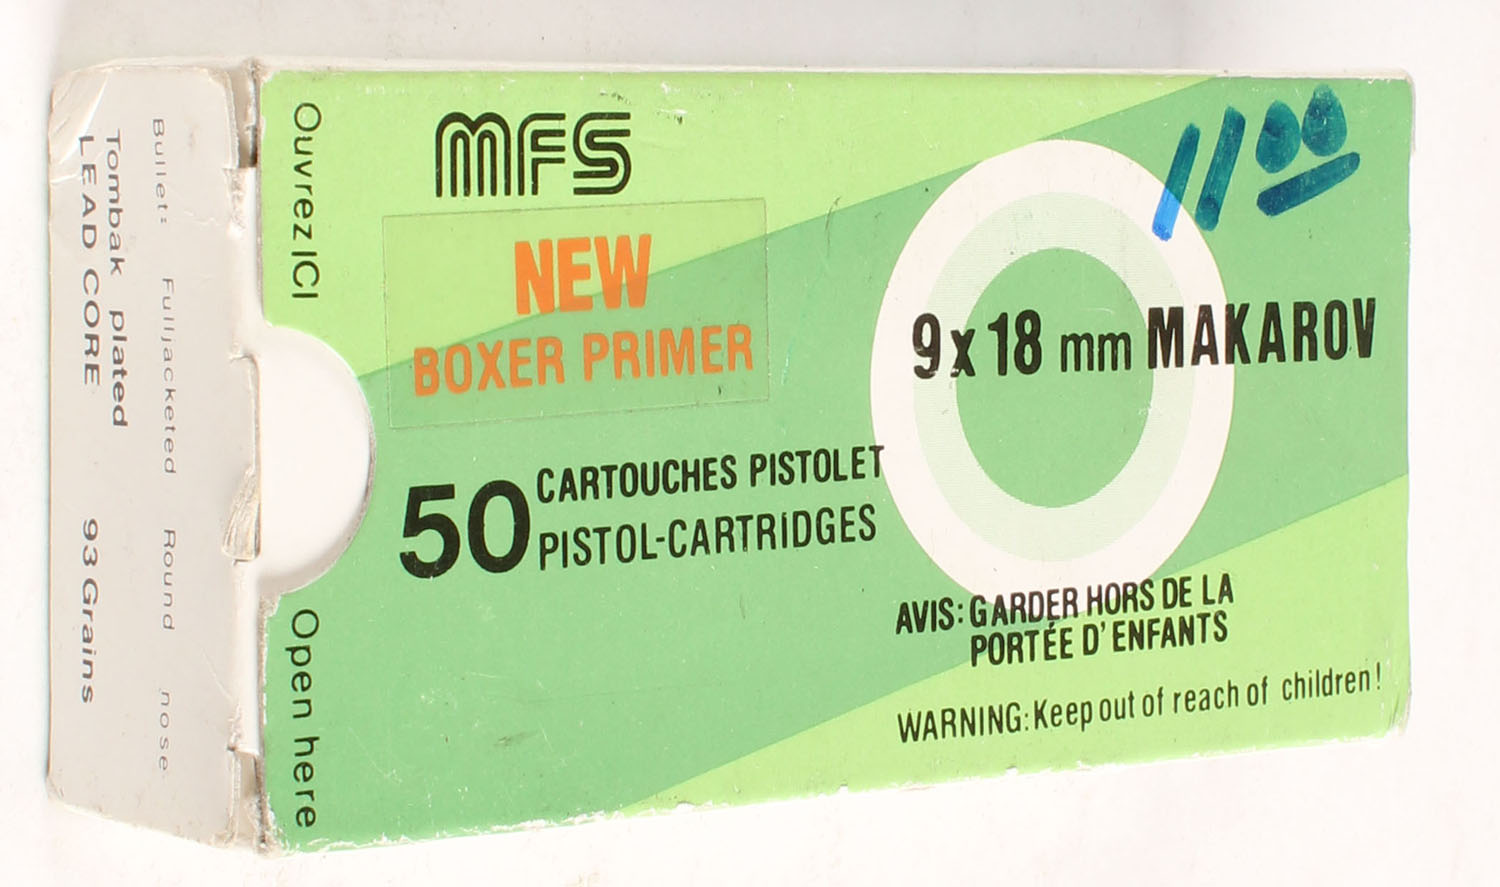 MFS
NEW
BOXER PRIMER
11.00
9x18 mm MAKAROV
50 CARTOUCHES PISTOLET
PISTOL-CARTRIDGES
AVIS: GARDER HORS DE LA
PORTÉE D'ENFANTS
WARNING: Keep out of reach of children!
Ouvrez ICI
Open here
Bullet: Fulljacketed Round nose
Tombak plated
LEAD CORE 93 Grains